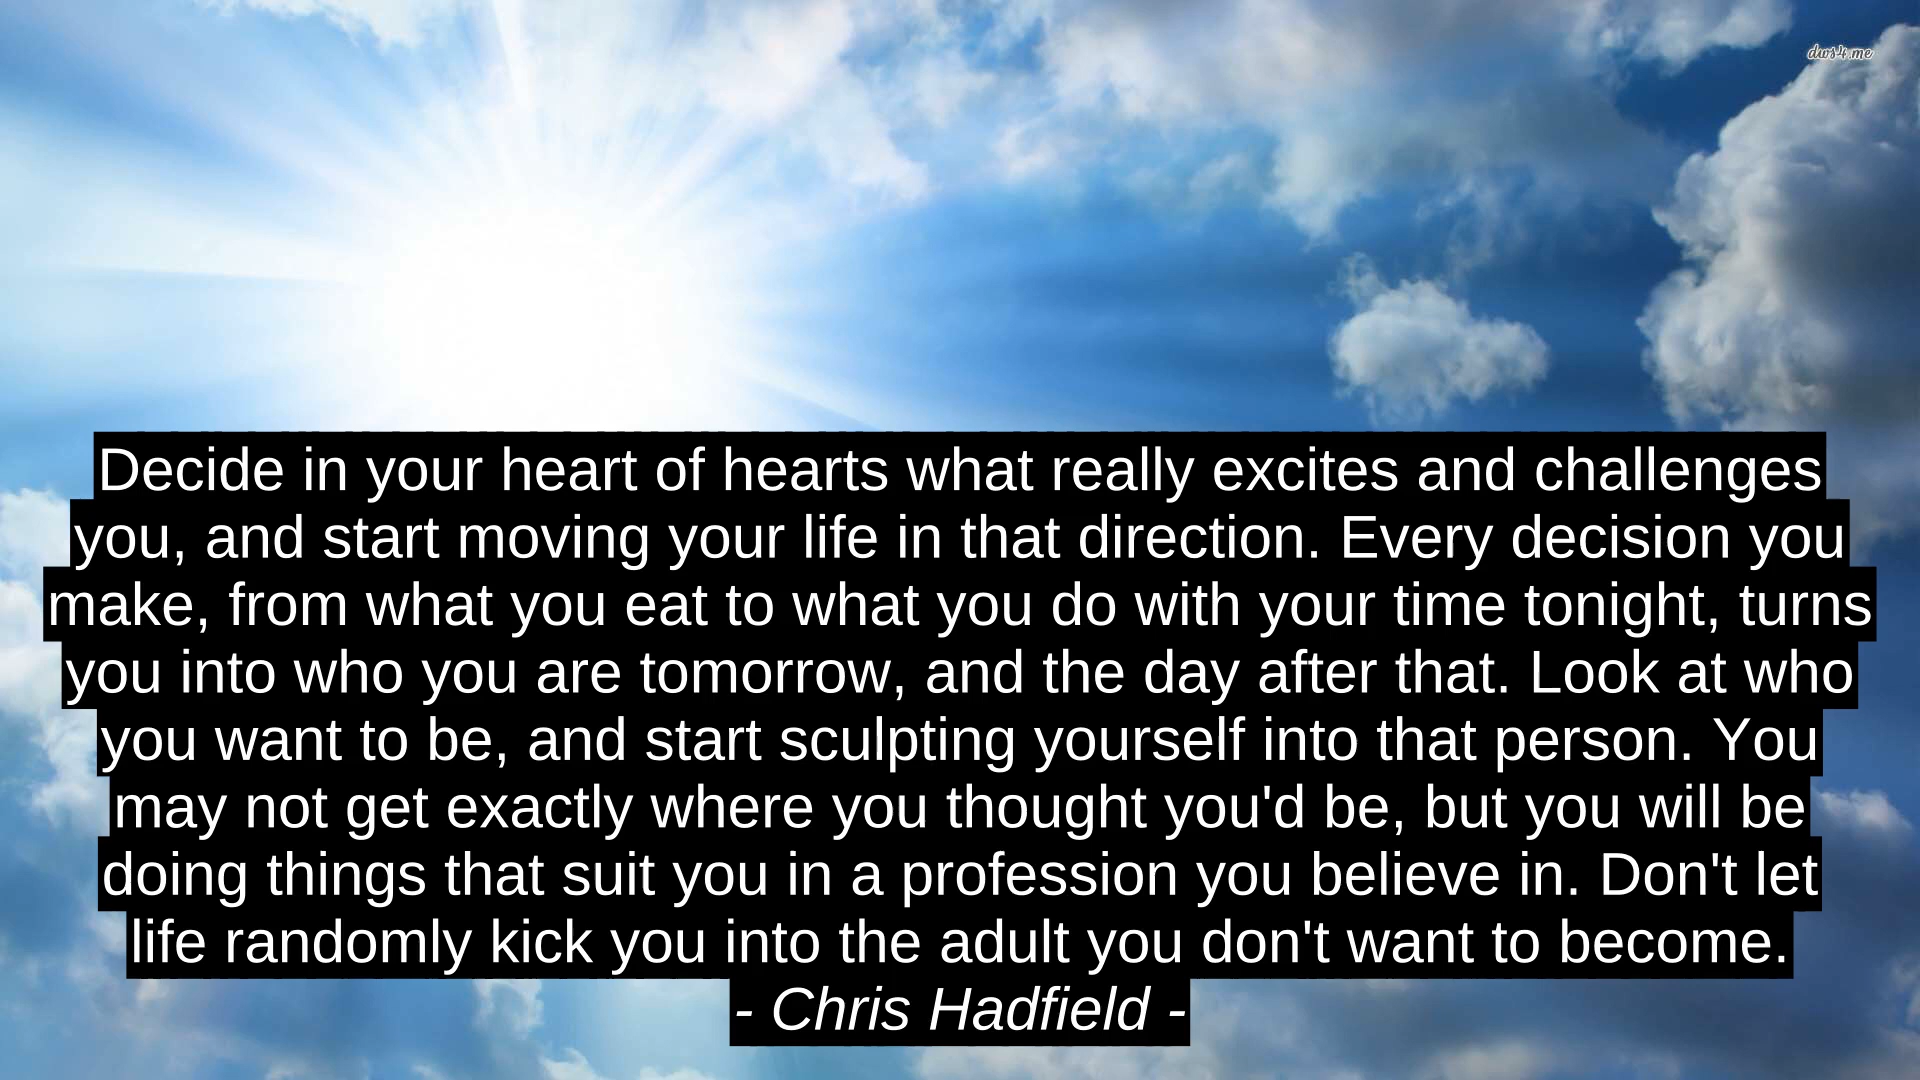 dws4.me
Decide in your heart of hearts what really excites and challenges
you, and start moving your life in that direction. Every decision you
make, from what you eat to what you do with your time tonight, turns
you into who you are tomorrow, and the day after that. Look at who
you want to be, and start sculpting yourself into that person. You
may not get exactly where you thought you'd be, but you will be
doing things that suit you in a profession you believe in. Don't let
life randomly kick you into the adult you don't want to become.
- Chris Hadfield -